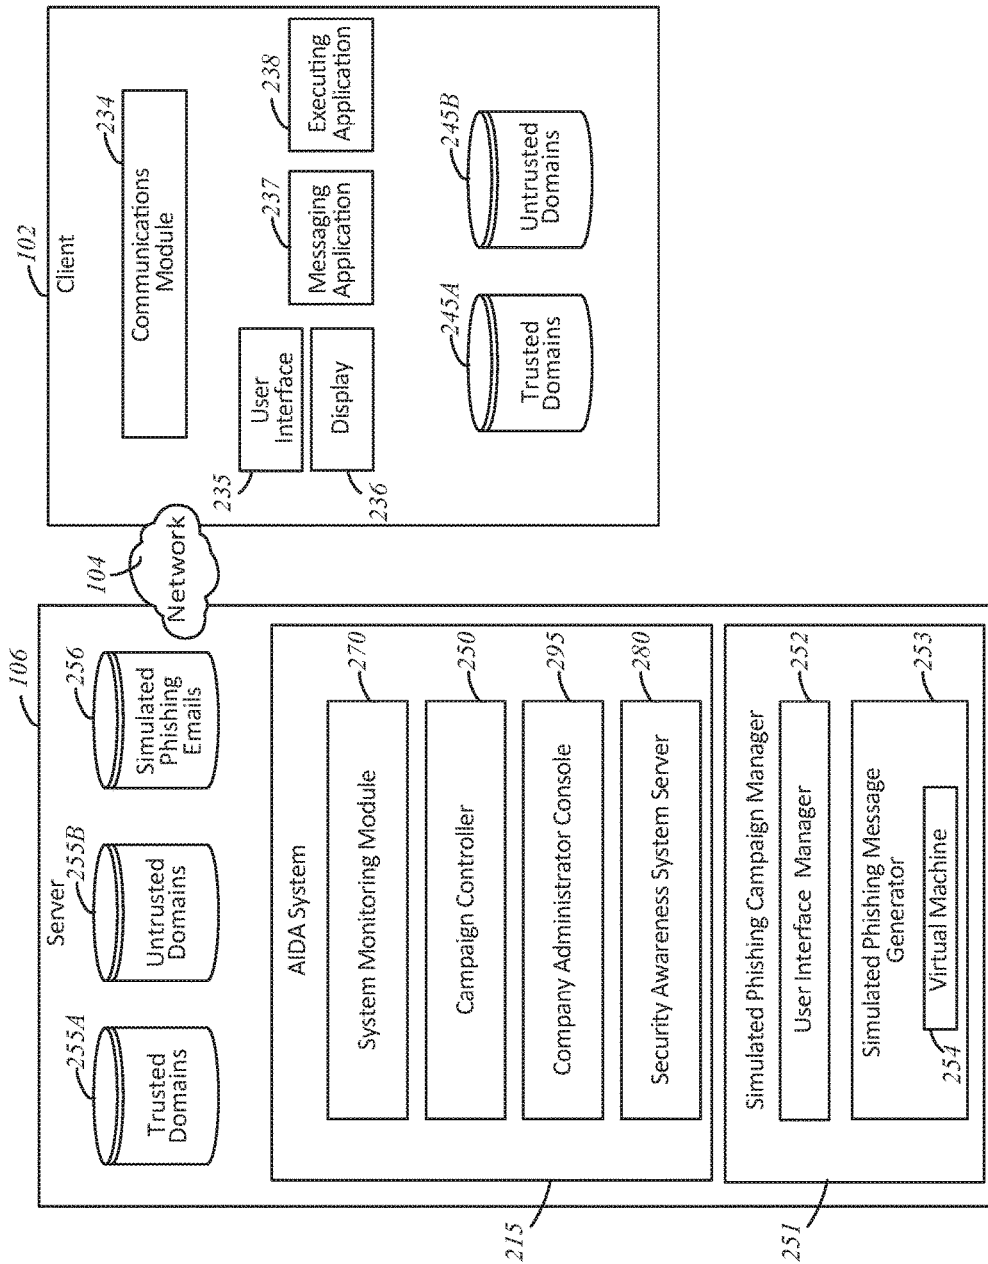 106
Server
255A
Trusted
Domains
255B
Untrusted
Domains
256
Simulated
Phishing
Emails
215
AIDA System
System Monitoring Module
270
Campaign Controller
250
Company Administrator Console
295
Security Awareness System Server
280
251
Simulated Phishing Campaign Manager
User Interface Manager
252
Simulated Phishing Message
Generator
253
Virtual Machine
254
104
Network
102
Client
Communications
Module
234
235
User
Interface
Display
236
237
Messaging
Application
238
Executing
Application
245A
Trusted
Domains
245B
Untrusted
Domains